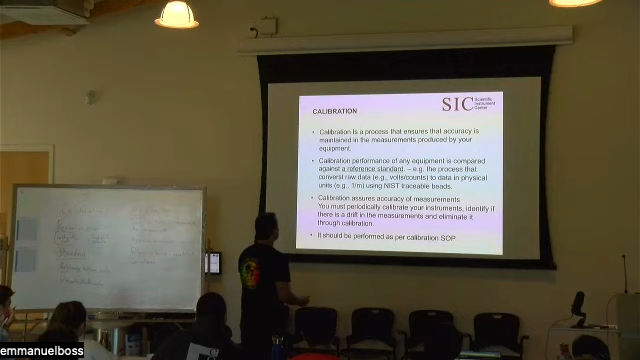 SIC Scientific
Instrument
Center
CALIBRATION
• Calibration is a process that ensures that accuracy is
maintained in the measurements produced by your
equipment.
• Calibration performance of any equipment is compared
against a reference standard. – e.g. the process that
converst raw data (e.g., volts/counts) to data in physical
units (e.g., 1/m) using NIST traceable beads.
• Calibration assures accuracy of measurements
You must periodically calibrate your instruments, identify if
there is a drift in the measurements and eliminate it
through calibration.
• It should be performed as per calibration SOP
emmanuelboss